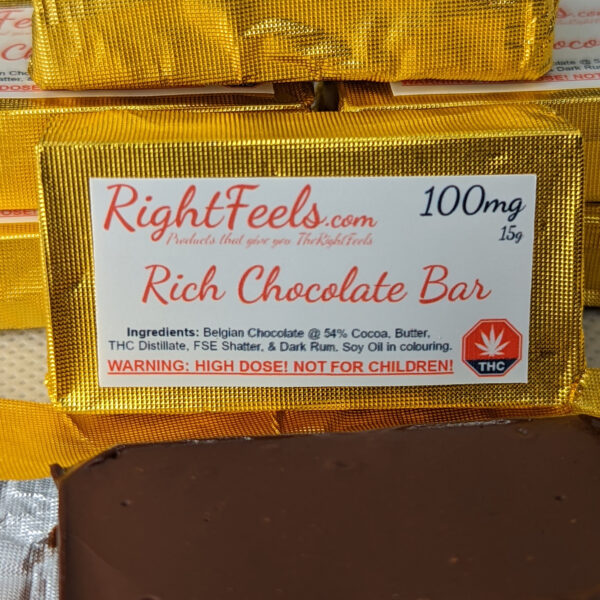 RightFeels.com
Products that give you TheRightFeels
100mg
15g
Rich Chocolate Bar
Ingredients: Belgian Chocolate @ 54% Cocoa, Butter,
THC Distillate, FSE Shatter, & Dark Rum. Soy Oil in colouring.
WARNING: HIGH DOSE! NOT FOR CHILDREN!
THC